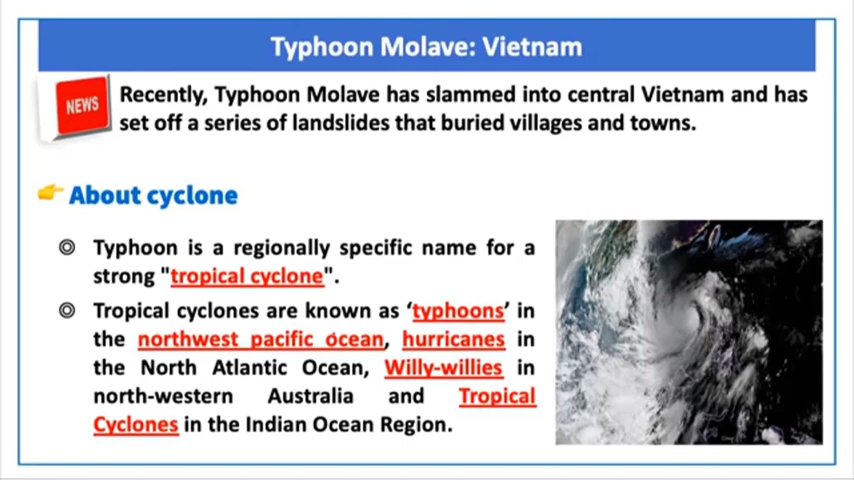 Typhoon Molave: Vietnam
NEWS
Recently, Typhoon Molave has slammed into central Vietnam and has
set off a series of landslides that buried villages and towns.
About cyclone
Typhoon is a regionally specific name for a
strong "tropical cyclone".
Tropical cyclones are known as ‘typhoons’ in
the northwest pacific ocean, hurricanes in
the North Atlantic Ocean, Willy-willies in
north-western Australia and Tropical
Cyclones in the Indian Ocean Region.